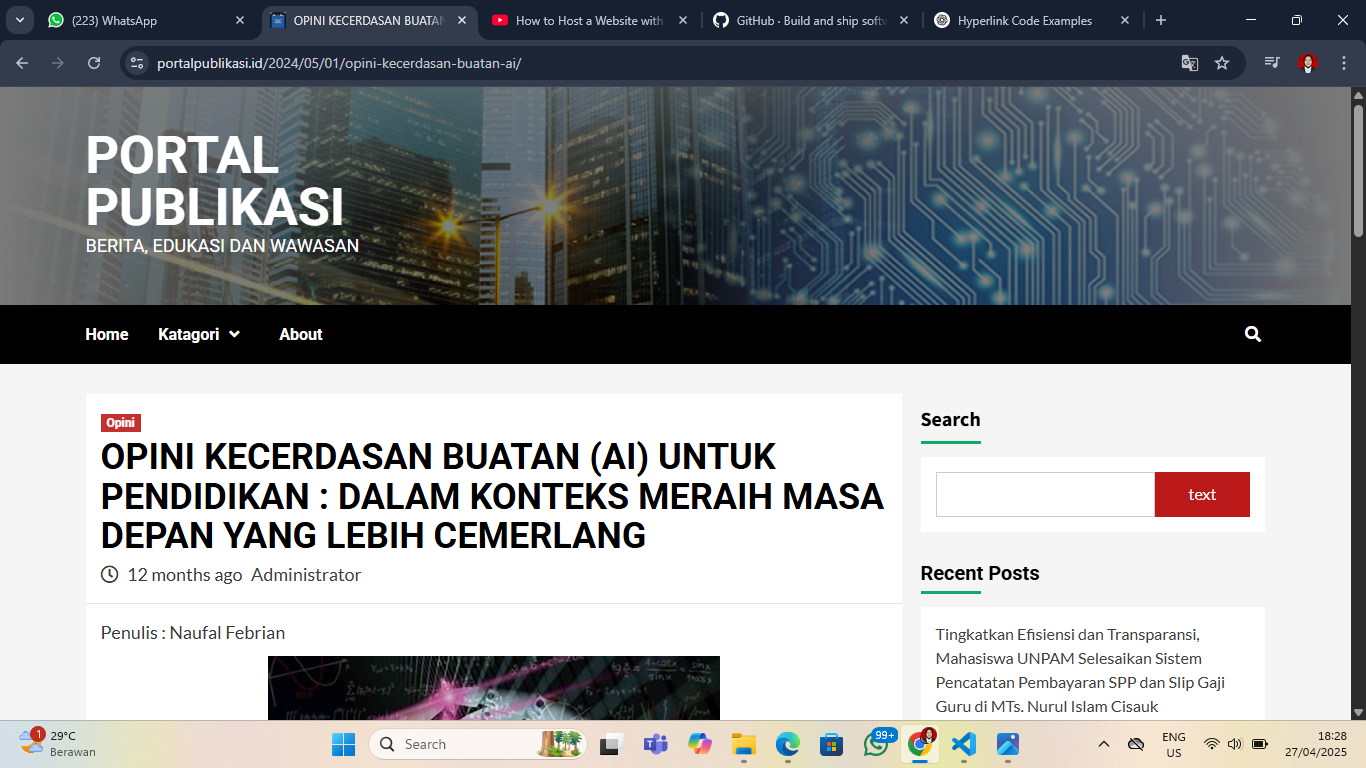 (223) WhatsApp
OPINI KECERDASAN BUATAN
How to Host a Website with
GitHub · Build and ship softw
Hyperlink Code Examples
portalpublikasi.id/2024/05/01/opini-kecerdasan-buatan-ai/
PORTAL
PUBLIKASI
BERITA, EDUKASI DAN WAWASAN
Home Katagori About
Opini
OPINI KECERDASAN BUATAN (AI) UNTUK
PENDIDIKAN : DALAM KONTEKS MERAIH MASA
DEPAN YANG LEBIH CEMERLANG
12 months ago Administrator
Penulis : Naufal Febrian
Search
text
Recent Posts
Tingkatkan Efisiensi dan Transparansi,
Mahasiswa UNPAM Selesaikan Sistem
Pencatatan Pembayaran SPP dan Slip Gaji
Guru di MTs. Nurul Islam Cisauk
1
29°C
Berawan
Search
99+
ENG
US
18:28
27/04/2025